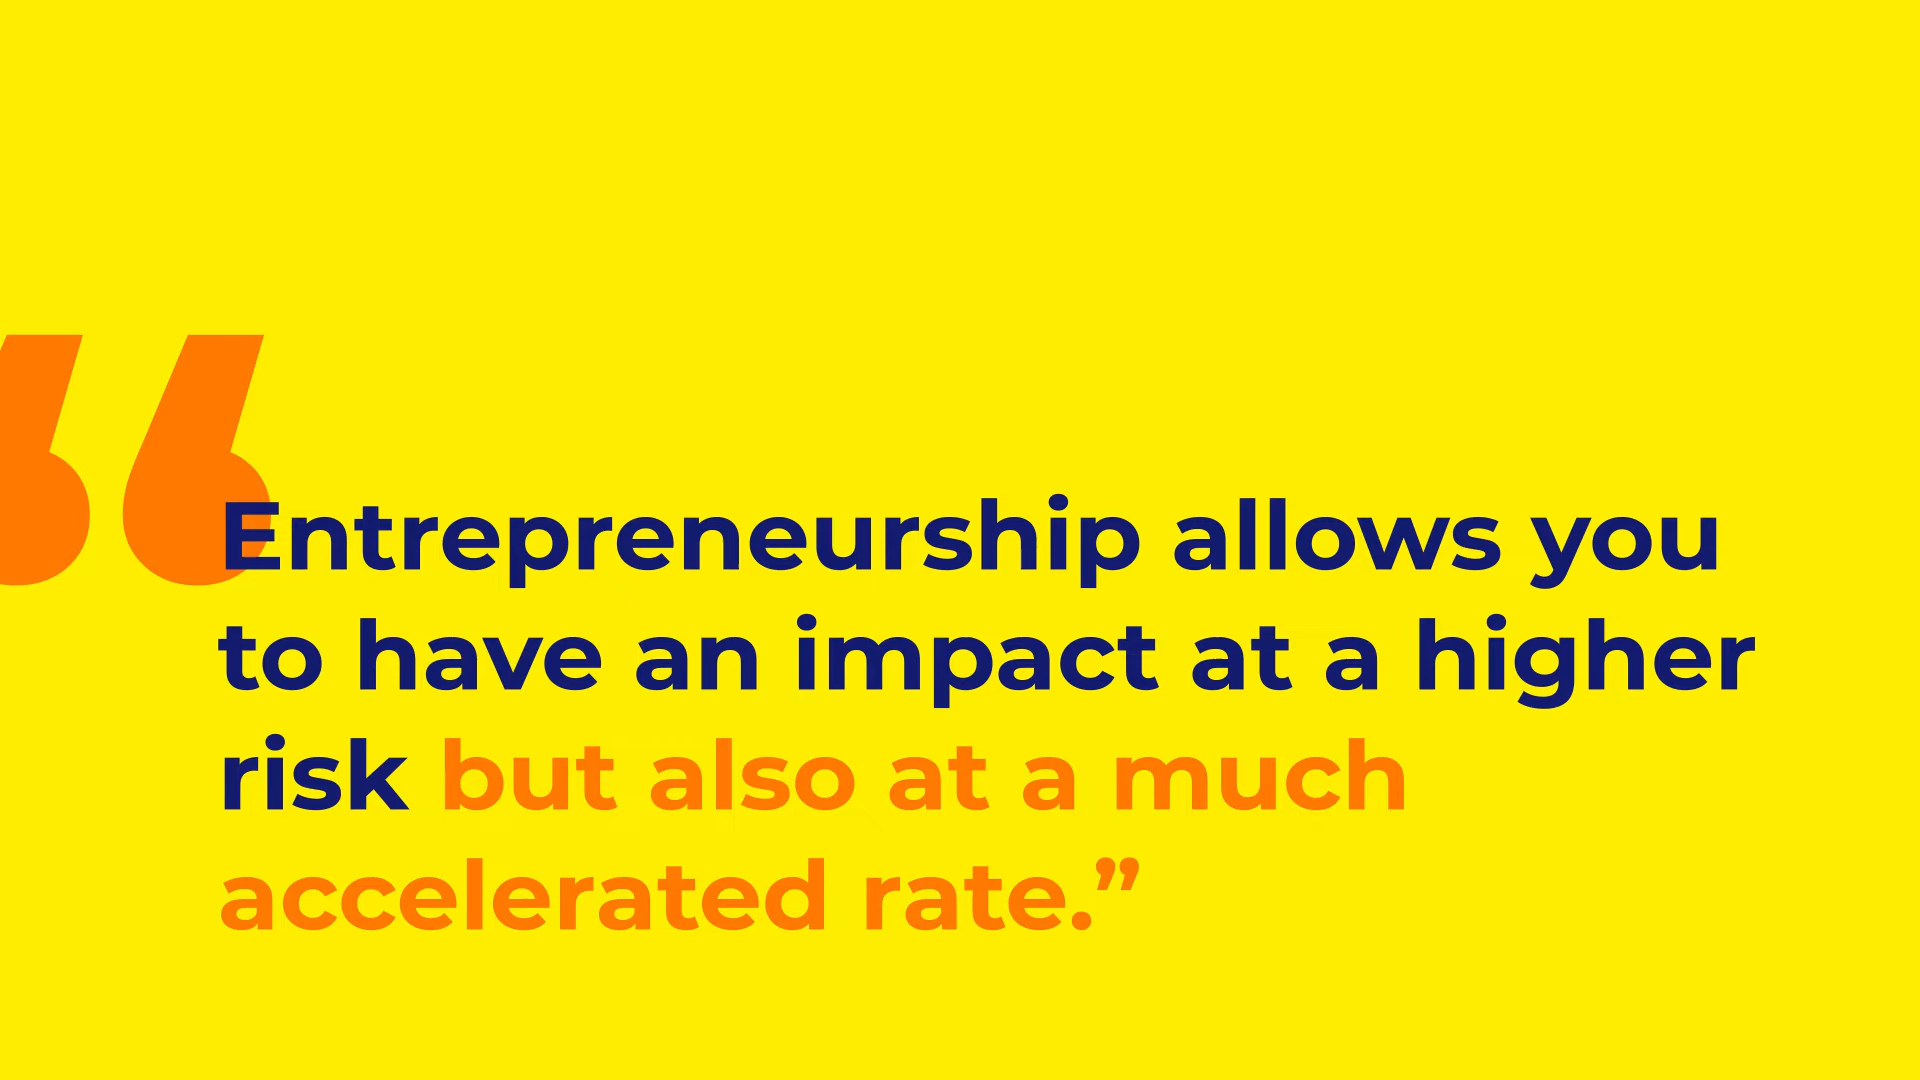 “Entrepreneurship allows you
to have an impact at a higher
risk but also at a much
accelerated rate.”